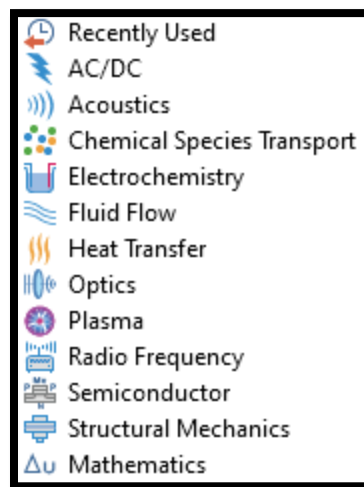 Recently Used
AC/DC
Acoustics
Chemical Species Transport
Electrochemistry
Fluid Flow
Heat Transfer
Optics
Plasma
Radio Frequency
Semiconductor
Structural Mechanics
Δu Mathematics